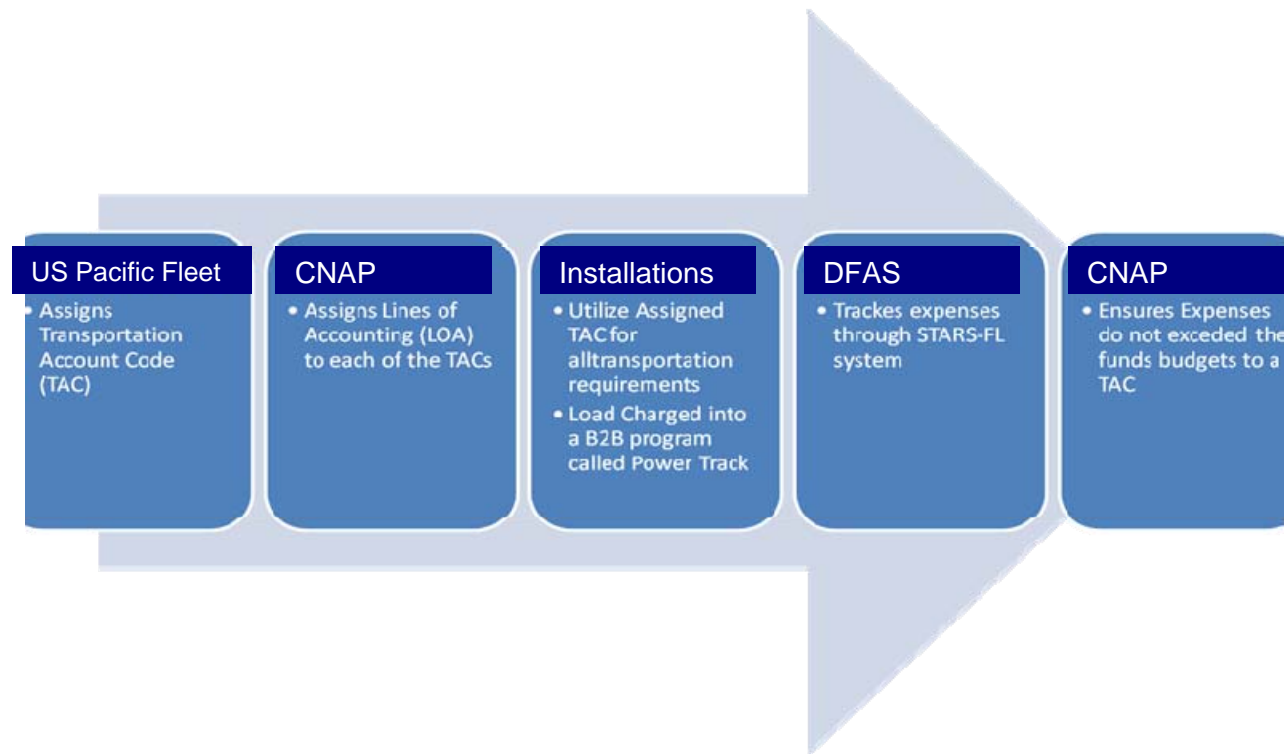 US Pacific Fleet
• Assigns
Transportation
Account Code
(TAC)
CNAP
• Assigns Lines of
Accounting (LOA)
to each of the TACs
Installations
• Utilize Assigned
TAC for
alltransportation
requirements
• Load Charged into
a B2B program
called Power Track
DFAS
• Trackes expenses
through STARS-FL
system
CNAP
• Ensures Expenses
do not exceded the
funds budgets to a
TAC